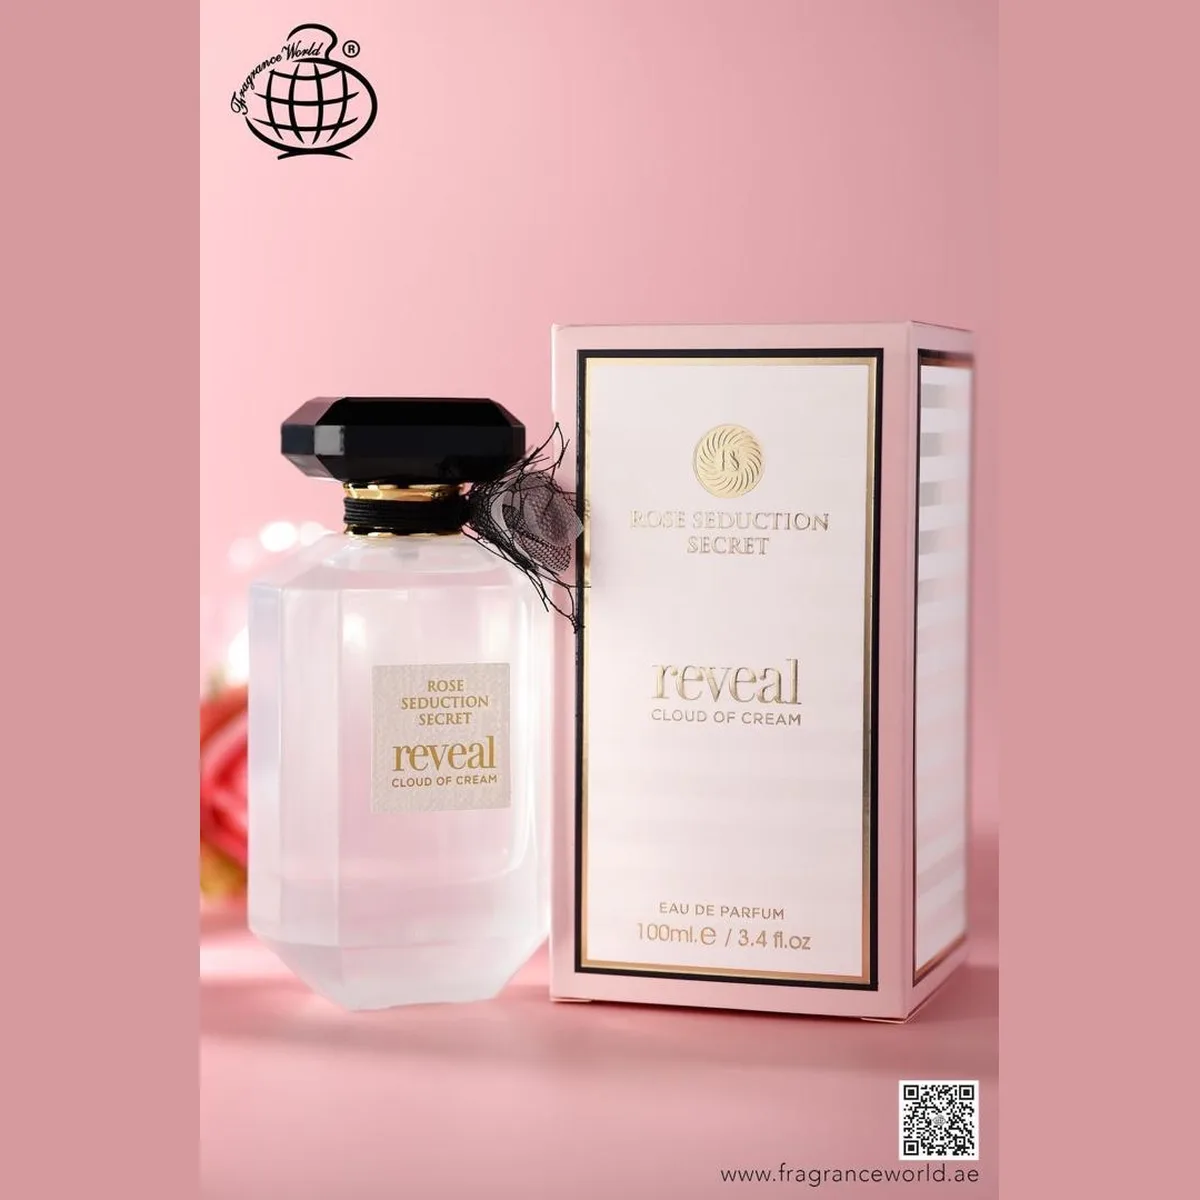 Fragrance World ®
18
ROSE SEDUCTION
SECRET
reveal
CLOUD OF CREAM
EAU DE PARFUM
100ml.e / 3.4 fl.oz
ROSE
SEDUCTION
SECRET
reveal
CLOUD OF CREAM
www.fragranceworld.ae